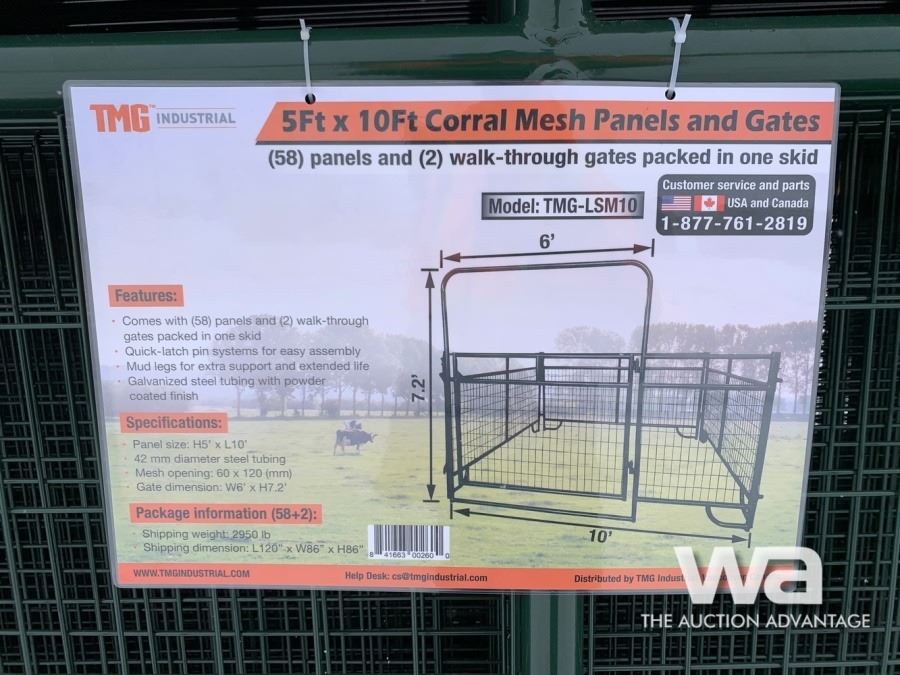 TMG™ INDUSTRIAL
5Ft x 10Ft Corral Mesh Panels and Gates
(58) panels and (2) walk-through gates packed in one skid
Model: TMG-LSM10
Customer service and parts
USA and Canada
1-877-761-2819
6'
7.2'
10'
Features:
· Comes with (58) panels and (2) walk-through
gates packed in one skid
· Quick-latch pin systems for easy assembly
· Mud legs for extra support and extended life
· Galvanized steel tubing with powder
coated finish
Specifications:
· Panel size: H5' x L10'
· 42 mm diameter steel tubing
· Mesh opening: 60 x 120 (mm)
· Gate dimension: W6' x H7.2'
Package information (58+2):
· Shipping weight: 2950 lb
· Shipping dimension: L120" x W86" x H86"
8 41663 00260 0
WWW.TMGINDUSTRIAL.COM
Help Desk: cs@tmgindustrial.com
Distributed by TMG
wa
THE AUCTION ADVANTAGE